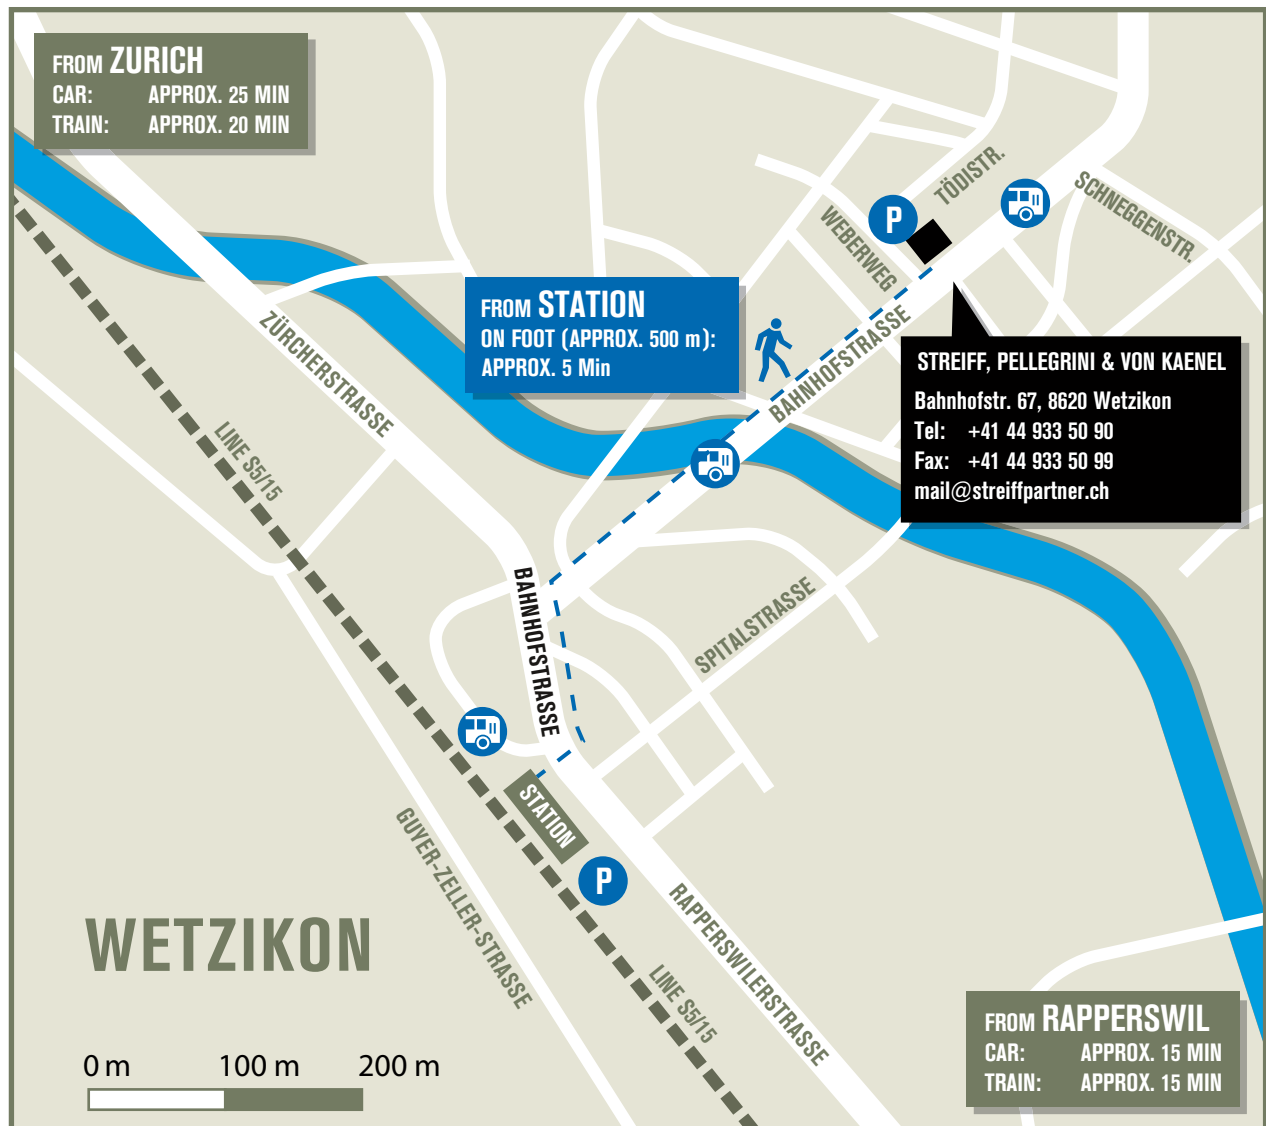 FROM ZURICH
CAR: APPROX. 25 MIN
TRAIN: APPROX. 20 MIN
TÖDISTR.
SCHNEGGENSTR.
P
WEBERWEG
FROM STATION
ON FOOT (APPROX. 500 m):
APPROX. 5 Min
BAHNHOFSTRASSE
STREIFF, PELLEGRINI & VON KAENEL
Bahnhofstr. 67, 8620 Wetzikon
Tel: +41 44 933 50 90
Fax: +41 44 933 50 99
mail@streiffpartner.ch
ZÜRCHERSTRASSE
LINE S5/15
BAHNHOFSTRASSE
SPITALSTRASSE
STATION
P
GUYER-ZELLER-STRASSE
RAPPERSWILERSTRASSE
LINE S5/15
WETZIKON
FROM RAPPERSWIL
CAR: APPROX. 15 MIN
TRAIN: APPROX. 15 MIN
0 m 100 m 200 m